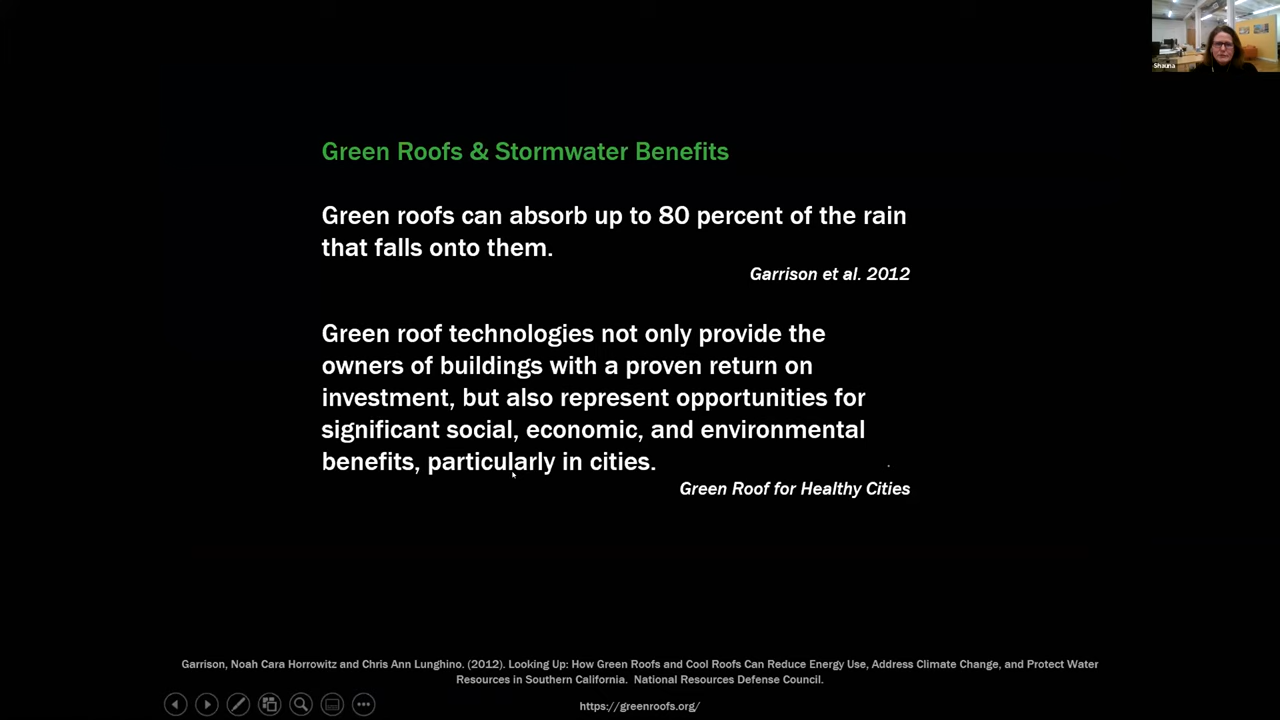 Shauna
Green Roofs & Stormwater Benefits
Green roofs can absorb up to 80 percent of the rain
that falls onto them.
Garrison et al. 2012
Green roof technologies not only provide the
owners of buildings with a proven return on
investment, but also represent opportunities for
significant social, economic, and environmental
benefits, particularly in cities.
Green Roof for Healthy Cities
Garrison, Noah Cara Horrowitz and Chris Ann Lunghino. (2012). Looking Up: How Green Roofs and Cool Roofs Can Reduce Energy Use, Address Climate Change, and Protect Water
Resources in Southern California. National Resources Defense Council.
https://greenroofs.org/